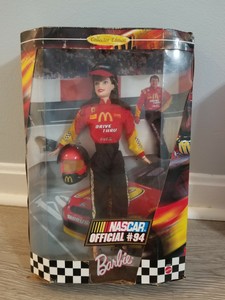 Collector Edition
DRIVE
THRU
NASCAR
OFFICIAL #94
Barbie